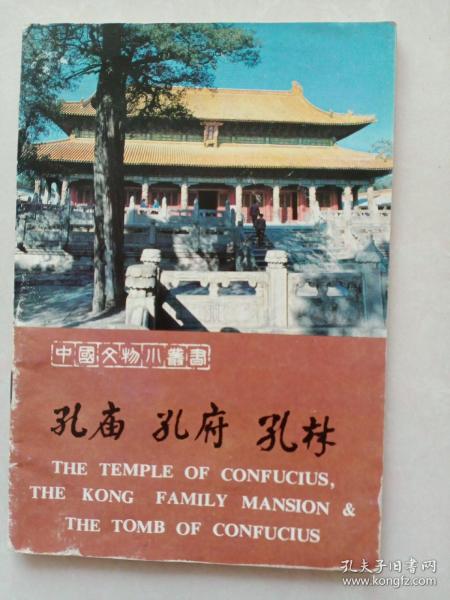 中國文物小叢書
孔庙 孔府 孔林
THE TEMPLE OF CONFUCIUS,
THE KONG FAMILY MANSION &
THE TOMB OF CONFUCIUS
孔夫子旧书网
www.kongfz.com